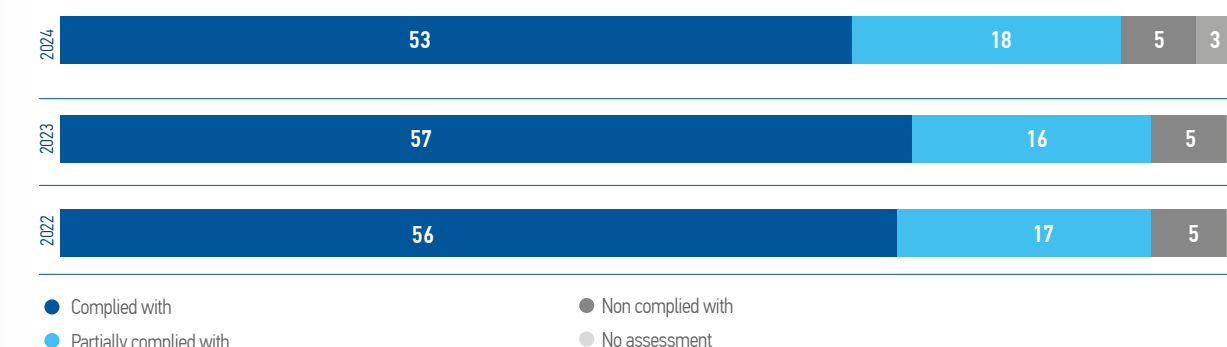 2024 53 18 5 3
2023 57 16 5
2022 56 17 5
Complied with Non complied with
Partially complied with No assessment